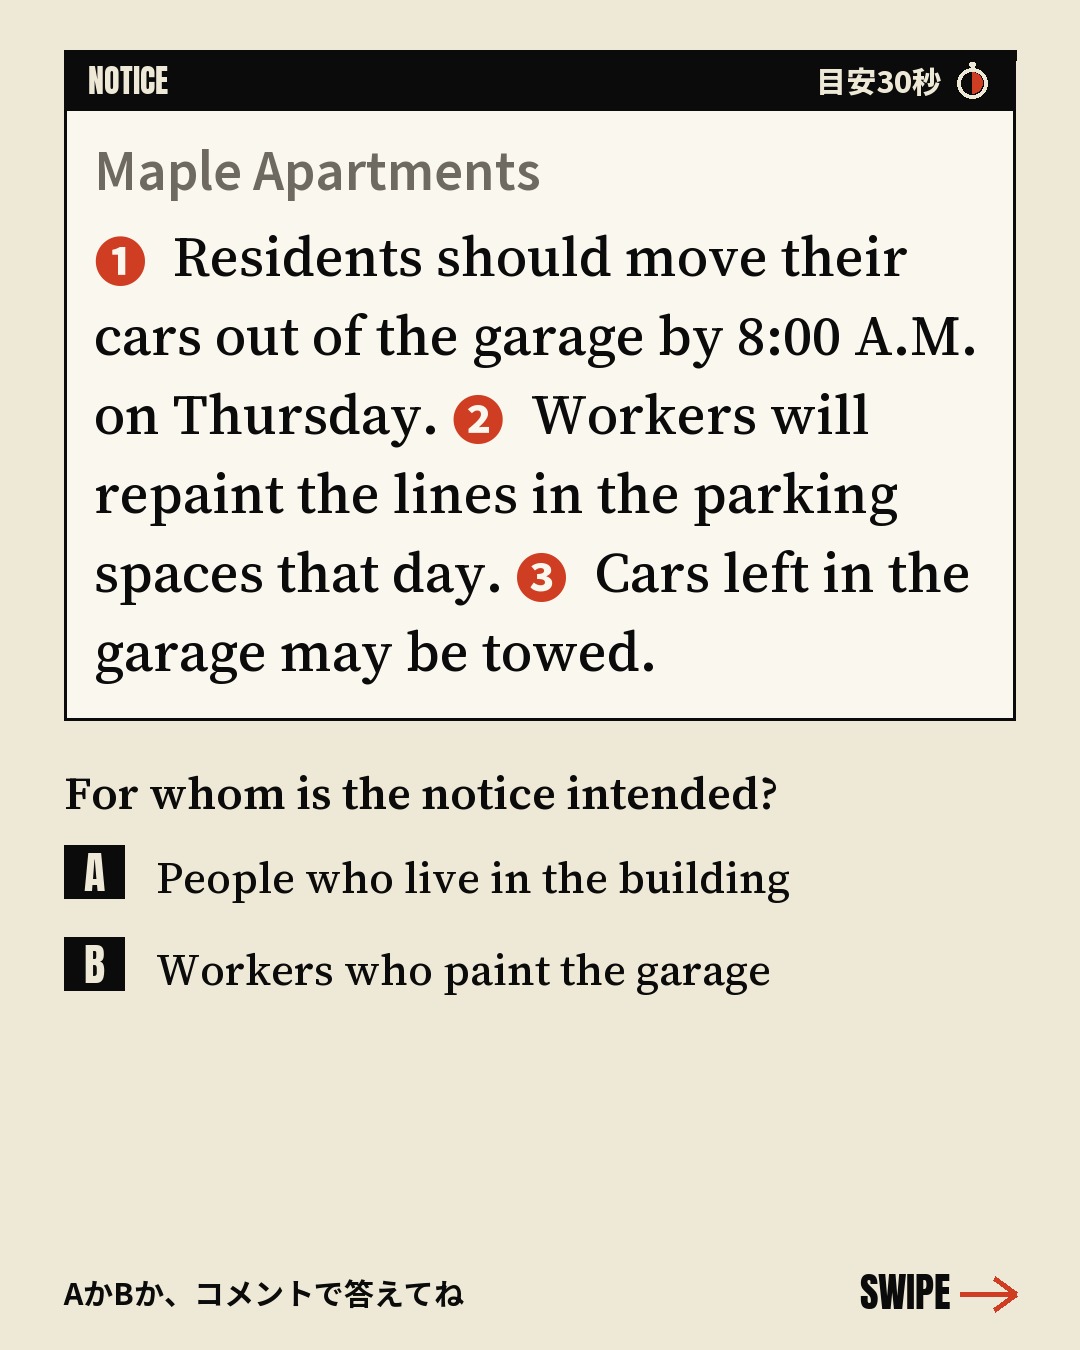 NOTICE
目安30秒
Maple Apartments
1 Residents should move their
cars out of the garage by 8:00 A.M.
on Thursday. 2 Workers will
repaint the lines in the parking
spaces that day. 3 Cars left in the
garage may be towed.
For whom is the notice intended?
A People who live in the building
B Workers who paint the garage
AかBか、コメントで答えてね
SWIPE